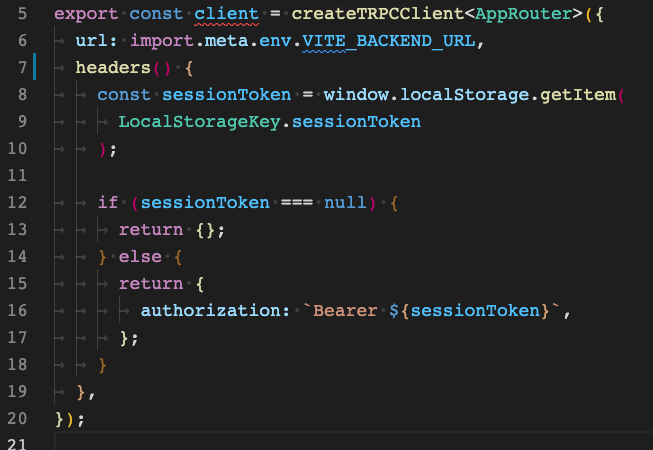 5 export const client = createTRPCClient<AppRouter>({
6 url: import.meta.env.VITE_BACKEND_URL,
7 headers() {
8 const sessionToken = window.localStorage.getItem(
9 LocalStorageKey.sessionToken
10 );
11
12 if (sessionToken === null) {
13 return {};
14 } else {
15 return {
16 authorization: `Bearer ${sessionToken}`,
17 };
18 }
19 },
20 });
21